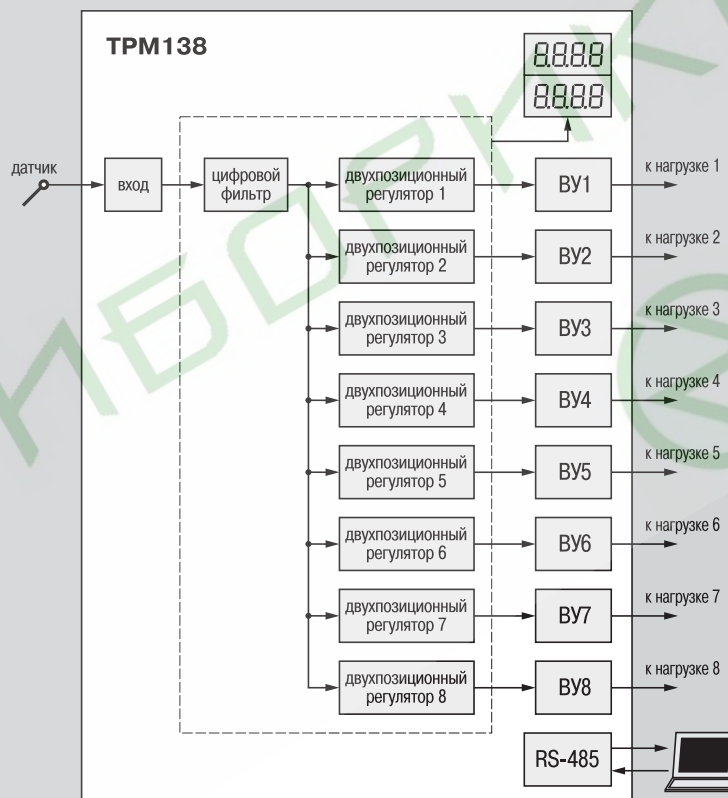 ТРМ138
8.8.8.8
8.8.8.8
датчик
вход
цифровой
фильтр
двухпозиционный
регулятор 1
ВУ1
к нагрузке 1
двухпозиционный
регулятор 2
ВУ2
к нагрузке 2
двухпозиционный
регулятор 3
ВУ3
к нагрузке 3
двухпозиционный
регулятор 4
ВУ4
к нагрузке 4
двухпозиционный
регулятор 5
ВУ5
к нагрузке 5
двухпозиционный
регулятор 6
ВУ6
к нагрузке 6
двухпозиционный
регулятор 7
ВУ7
к нагрузке 7
двухпозиционный
регулятор 8
ВУ8
к нагрузке 8
RS-485